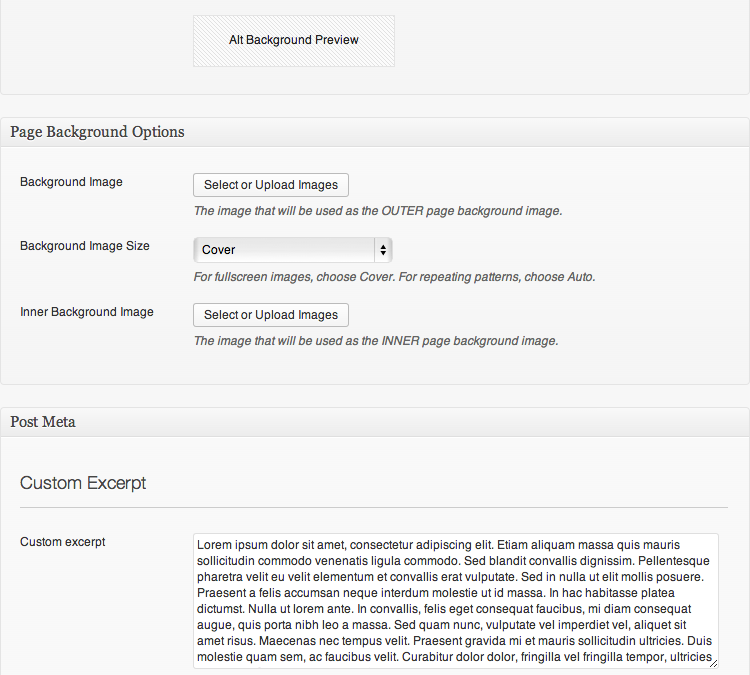 Alt Background Preview
Page Background Options
Background Image
Select or Upload Images
The image that will be used as the OUTER page background image.
Background Image Size
Cover
For fullscreen images, choose Cover. For repeating patterns, choose Auto.
Inner Background Image
Select or Upload Images
The image that will be used as the INNER page background image.
Post Meta
Custom Excerpt
Custom excerpt
Lorem ipsum dolor sit amet, consectetur adipiscing elit. Etiam aliquam massa quis mauris
sollicitudin commodo venenatis ligula commodo. Sed blandit convallis dignissim. Pellentesque
pharetra velit eu velit elementum et convallis erat vulputate. Sed in nulla ut elit mollis posuere.
Praesent a felis accumsan neque interdum molestie ut id massa. In hac habitasse platea
dictumst. Nulla ut lorem ante. In convallis, felis eget consequat faucibus, mi diam consequat
augue, quis porta nibh leo a massa. Sed quam nunc, vulputate vel imperdiet vel, aliquet sit
amet risus. Maecenas nec tempus velit. Praesent gravida mi et mauris sollicitudin ultricies. Duis
molestie quam sem, ac faucibus velit. Curabitur dolor dolor, fringilla vel fringilla tempor, ultricies